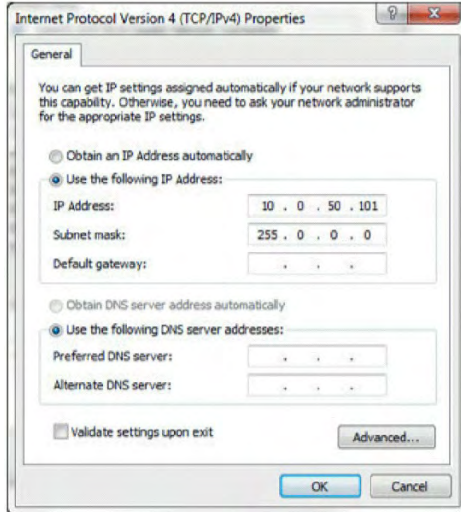 Internet Protocol Version 4 (TCP/IPv4) Properties
General
You can get IP settings assigned automatically if your network supports
this capability. Otherwise, you need to ask your network administrator
for the appropriate IP settings.
Obtain an IP Address automatically
Use the following IP Address:
IP Address: 10 . 0 . 50 . 101
Subnet mask: 255 . 0 . 0 . 0
Default gateway: . . .
Obtain DNS server address automatically
Use the following DNS server addresses:
Preferred DNS server: . . .
Alternate DNS server: . . .
Validate settings upon exit
Advanced...
OK Cancel